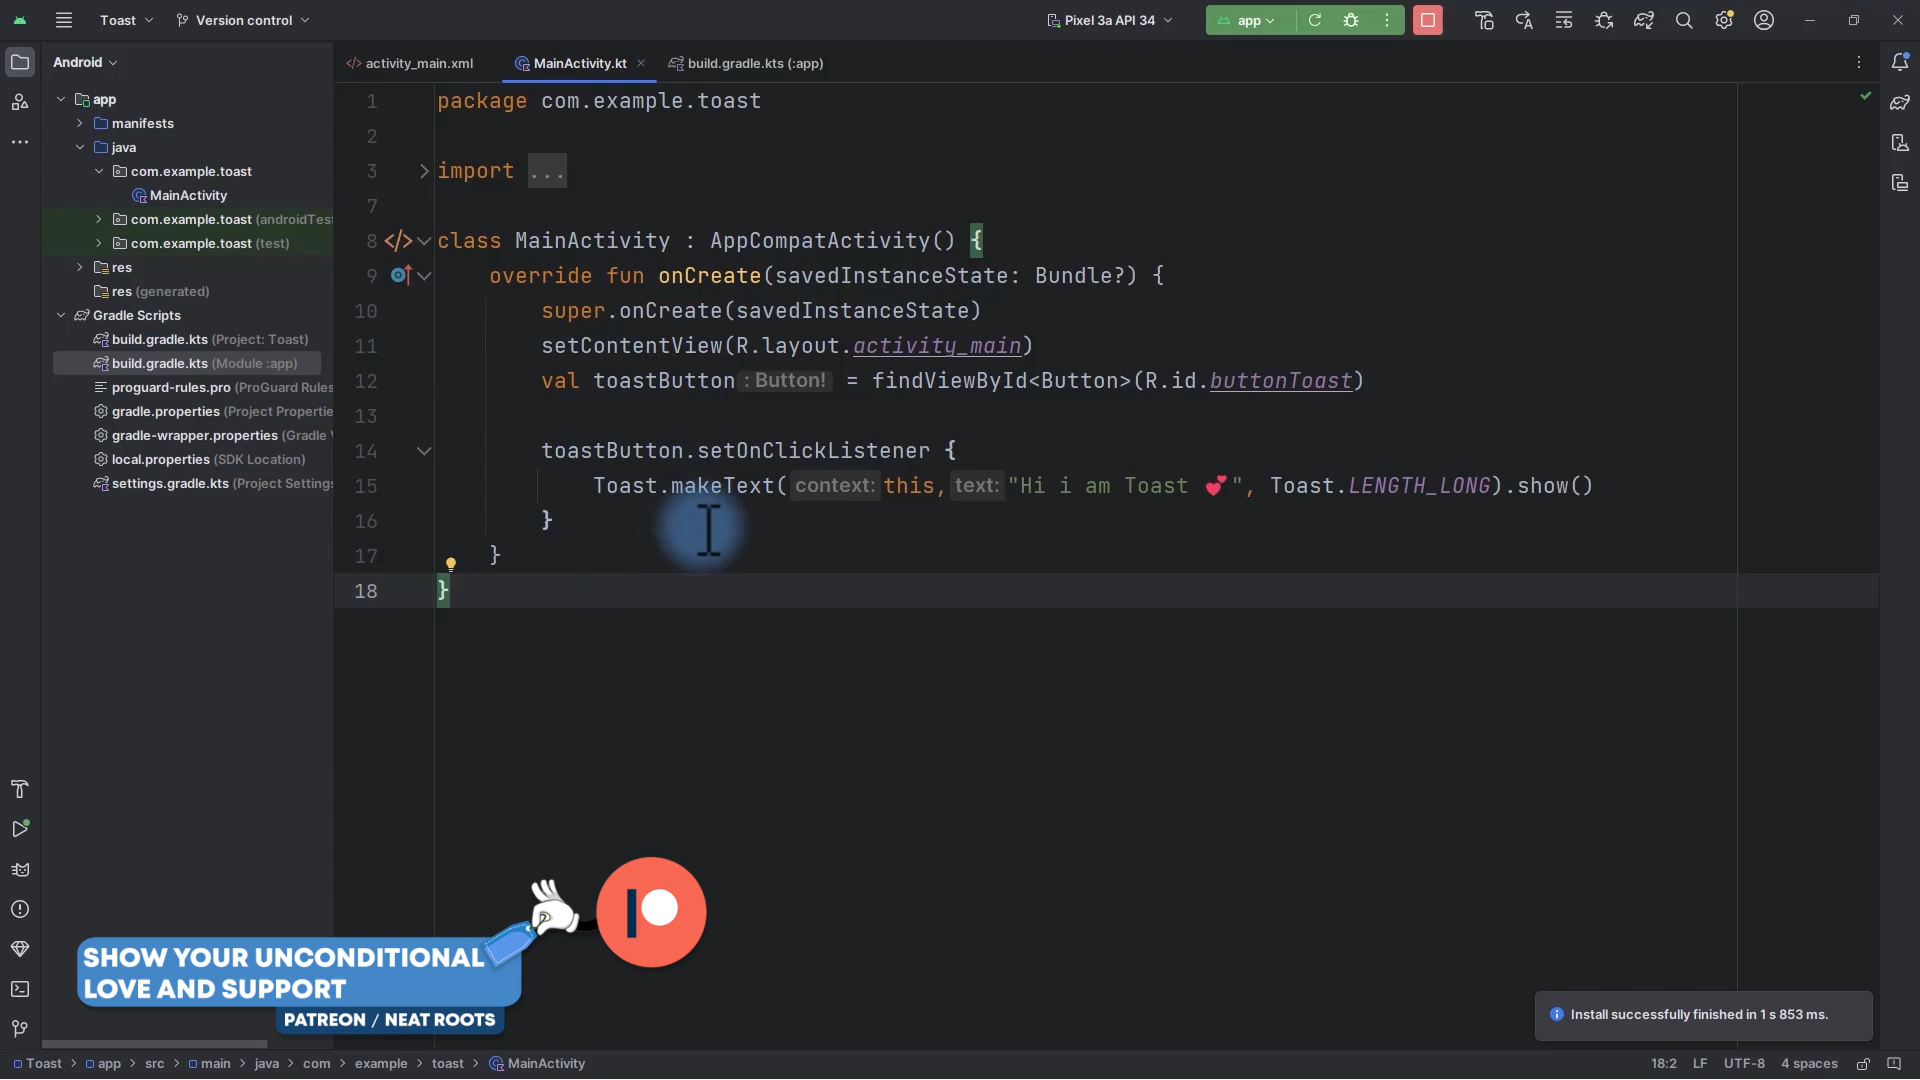 Toast
Version control
Pixel 3a API 34
app
Android
activity_main.xml
MainActivity.kt
build.gradle.kts (:app)
app
manifests
java
com.example.toast
MainActivity
com.example.toast (androidTest
com.example.toast (test)
res
res (generated)
Gradle Scripts
build.gradle.kts (Project: Toast)
build.gradle.kts (Module :app)
proguard-rules.pro (ProGuard Rules
gradle.properties (Project Propertie
gradle-wrapper.properties (Gradle
local.properties (SDK Location)
settings.gradle.kts (Project Settings
1 package com.example.toast
2
3 import ...
7
8 </> class MainActivity : AppCompatActivity() {
9 override fun onCreate(savedInstanceState: Bundle?) {
10 super.onCreate(savedInstanceState)
11 setContentView(R.layout.activity_main)
12 val toastButton : Button! = findViewById<Button>(R.id.buttonToast)
13
14 toastButton.setOnClickListener {
15 Toast.makeText( context: this, text: "Hi i am Toast 💕", Toast.LENGTH_LONG).show()
16 }
17 }
18 }
SHOW YOUR UNCONDITIONAL
LOVE AND SUPPORT
PATREON / NEAT ROOTS
Install successfully finished in 1 s 853 ms.
Toast > app > src > main > java > com > example > toast > MainActivity
18:2 LF UTF-8 4 spaces